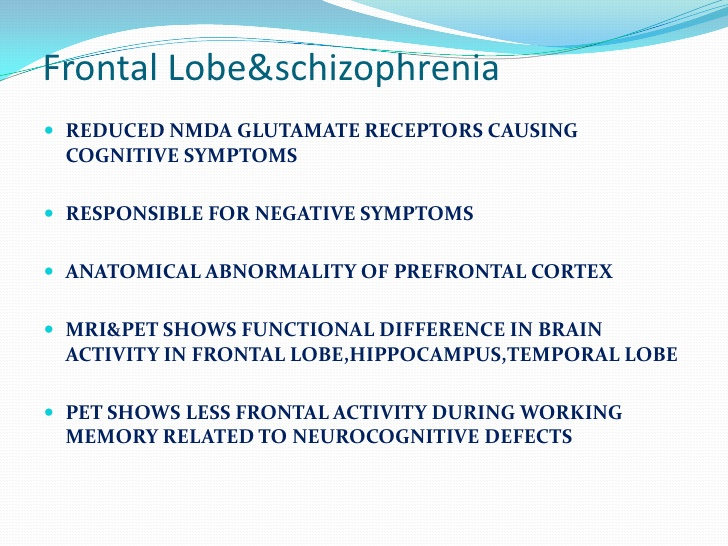 Frontal Lobe&schizophrenia
• REDUCED NMDA GLUTAMATE RECEPTORS CAUSING
COGNITIVE SYMPTOMS
• RESPONSIBLE FOR NEGATIVE SYMPTOMS
• ANATOMICAL ABNORMALITY OF PREFRONTAL CORTEX
• MRI&PET SHOWS FUNCTIONAL DIFFERENCE IN BRAIN
ACTIVITY IN FRONTAL LOBE,HIPPOCAMPUS,TEMPORAL LOBE
• PET SHOWS LESS FRONTAL ACTIVITY DURING WORKING
MEMORY RELATED TO NEUROCOGNITIVE DEFECTS